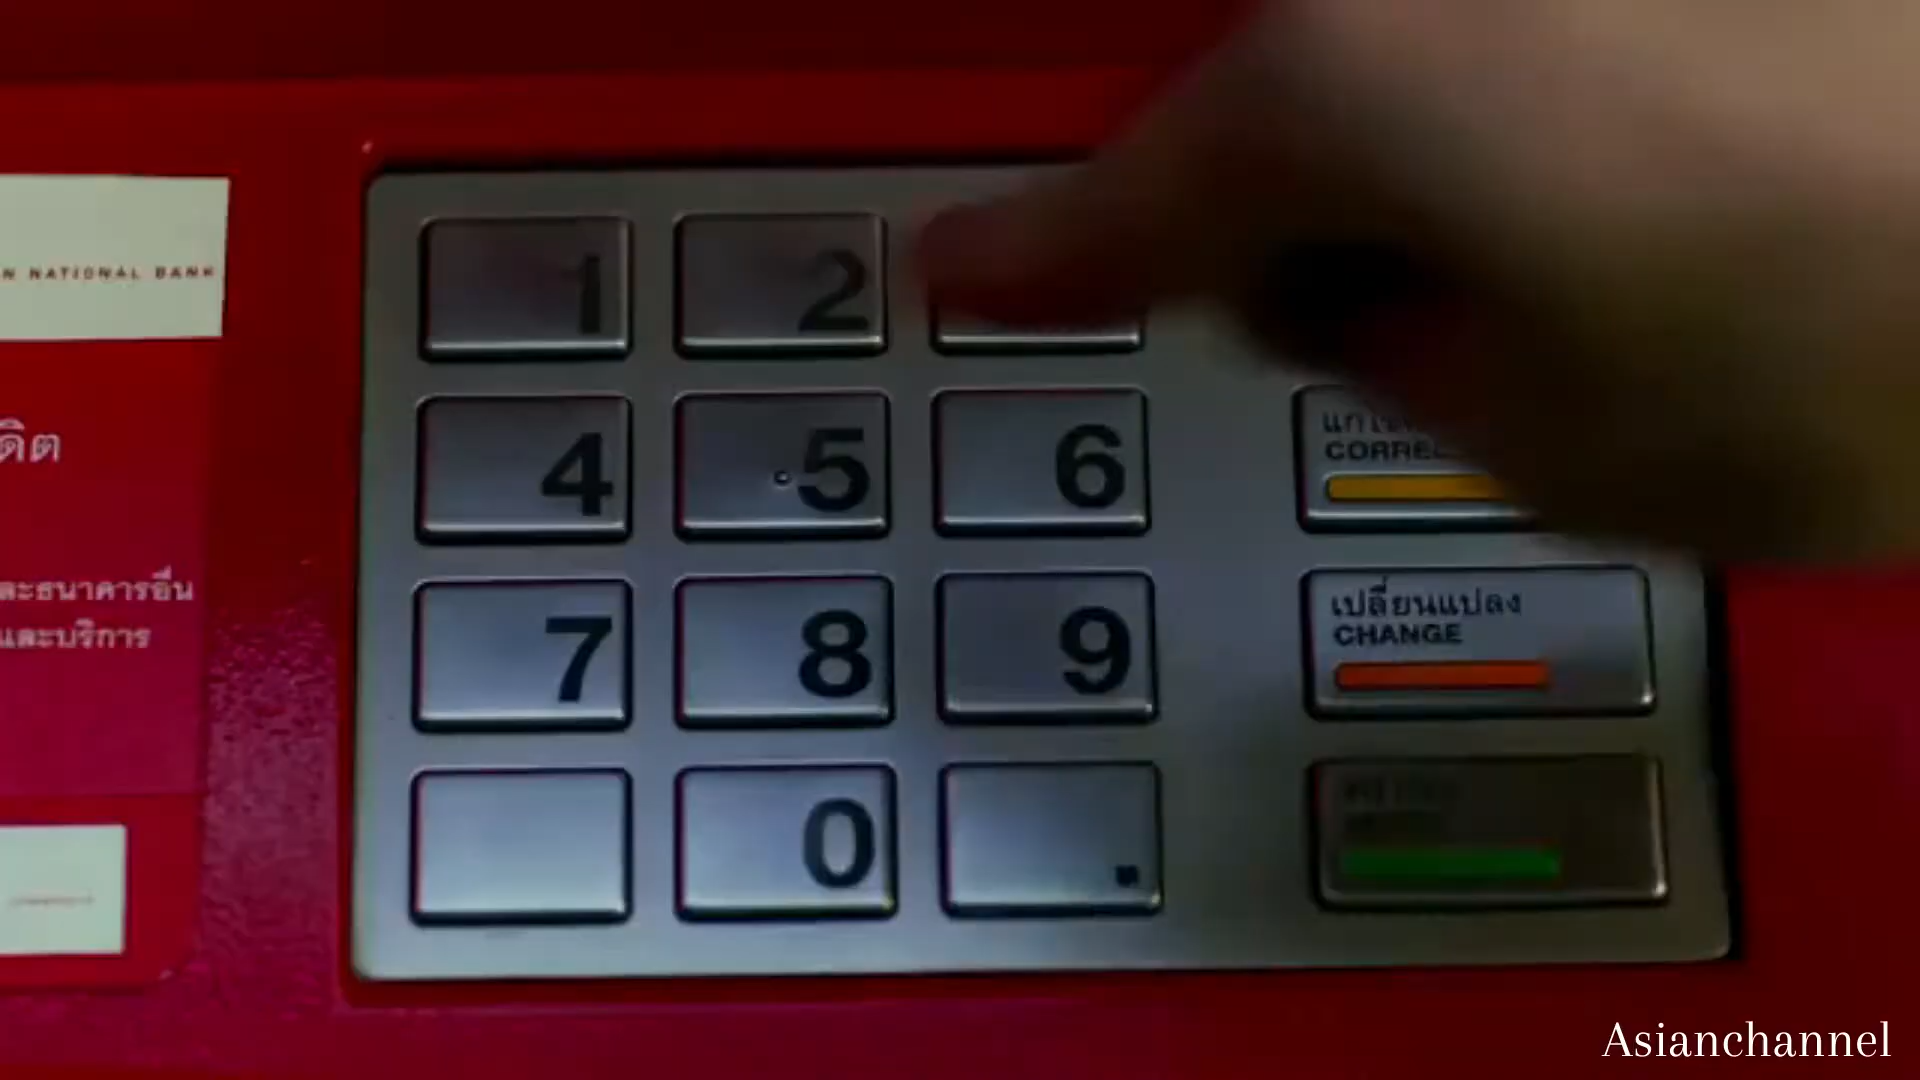 N NATIONAL BANK
ดิต
ละธนาคารอื่น
และบริการ
1
2
4
5
6
7
8
9
0
.
เปลี่ยนแปลง
CHANGE
Asianchannel